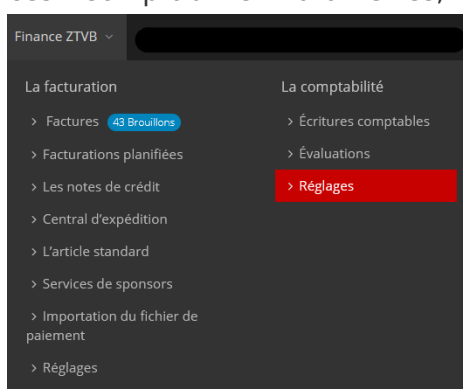 Finance ZTVB
La facturation
> Factures 43 Brouillons
> Facturations planifiées
> Les notes de crédit
> Central d'expédition
> L'article standard
> Services de sponsors
> Importation du fichier de
paiement
> Réglages
La comptabilité
> Écritures comptables
> Évaluations
> Réglages